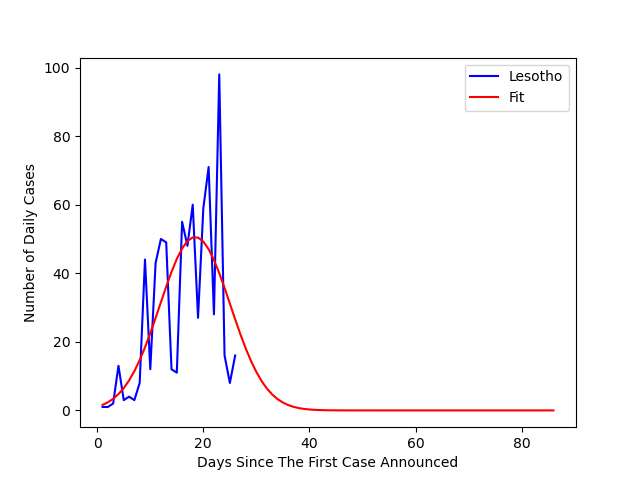 Lesotho
Fit
100
80
60
40
20
0
Number of Daily Cases
0 20 40 60 80
Days Since The First Case Announced